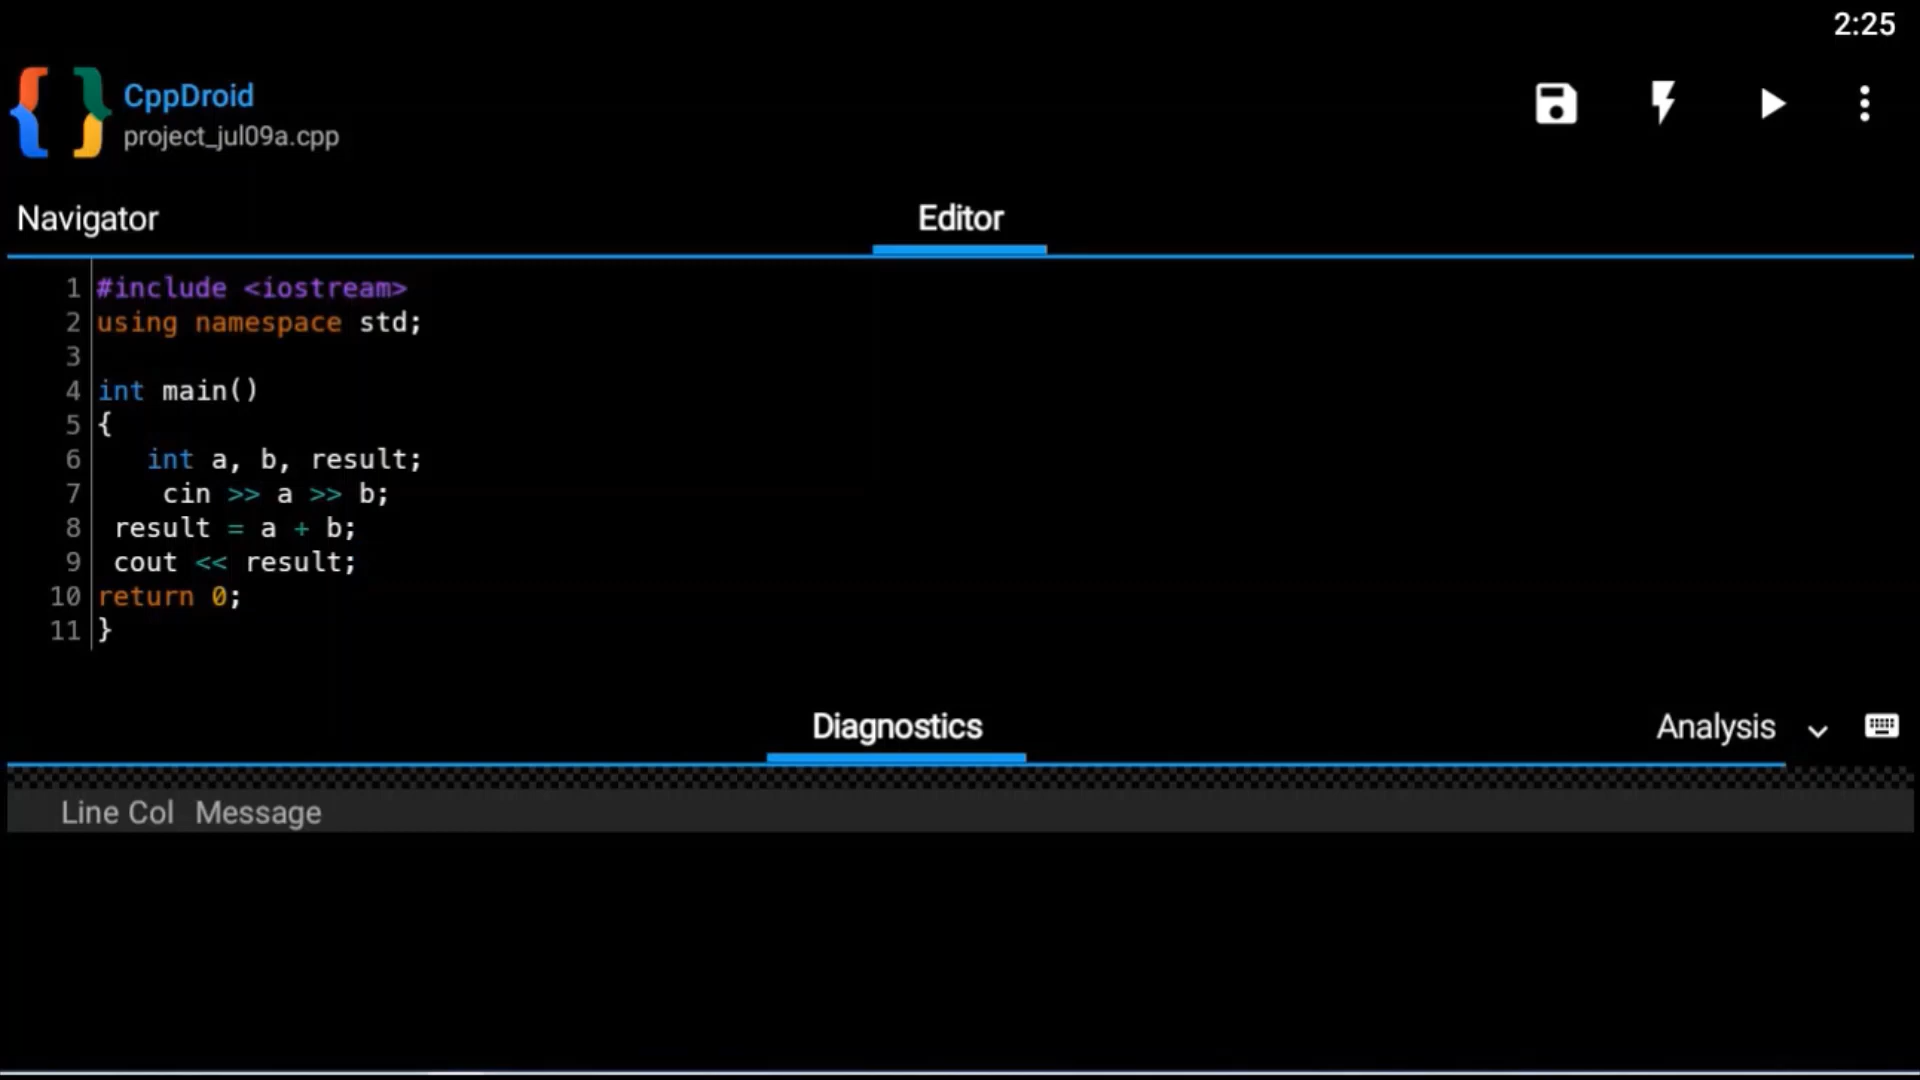 2:25
CppDroid
project_jul09a.cpp
Navigator
Editor
1 #include <iostream>
2 using namespace std;
3
4 int main()
5 {
6    int a, b, result;
7     cin >> a >> b;
8  result = a + b;
9  cout << result;
10 return 0;
11 }
Diagnostics
Analysis
Line Col Message